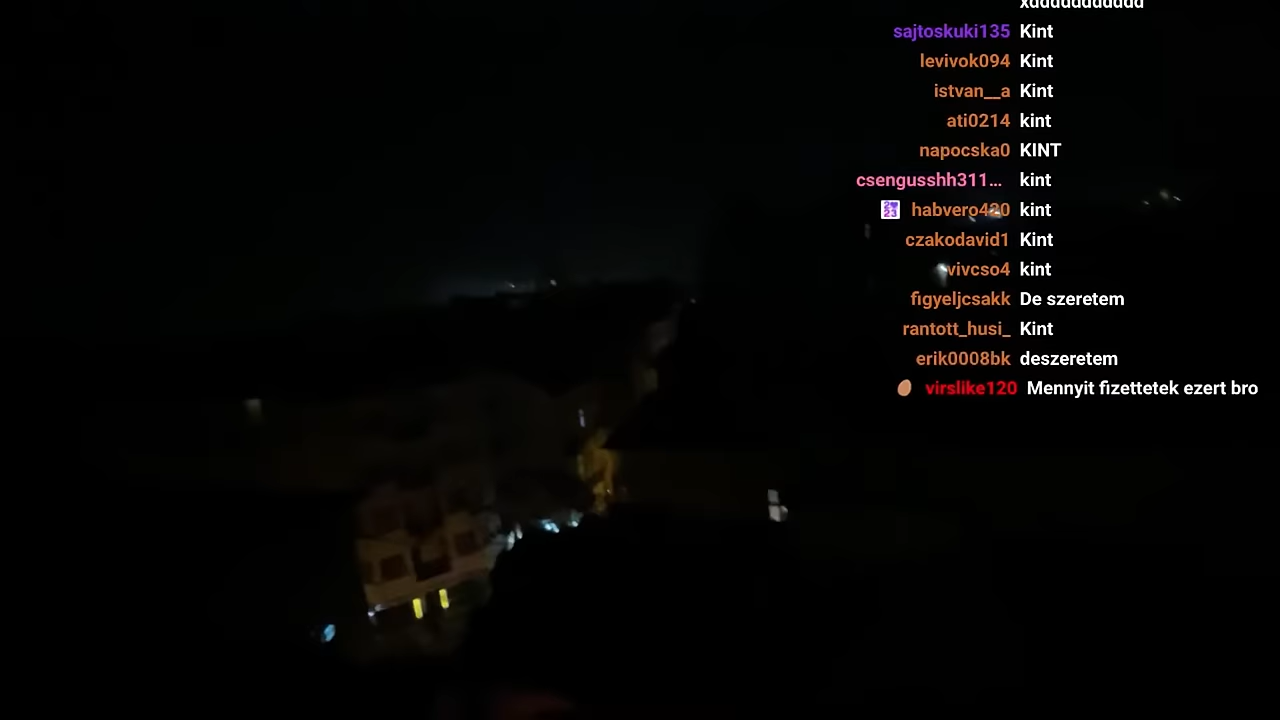 xdddddddddddd
sajtoskuki135 Kint
levivok094 Kint
istvan__a Kint
ati0214 kint
napocska0 KINT
csengusshh311... kint
habvero420 kint
czakodavid1 Kint
vivcso4 kint
figyeljcsakk De szeretem
rantott_husi_ Kint
erik0008bk deszeretem
virslike120 Mennyit fizettetek ezert bro